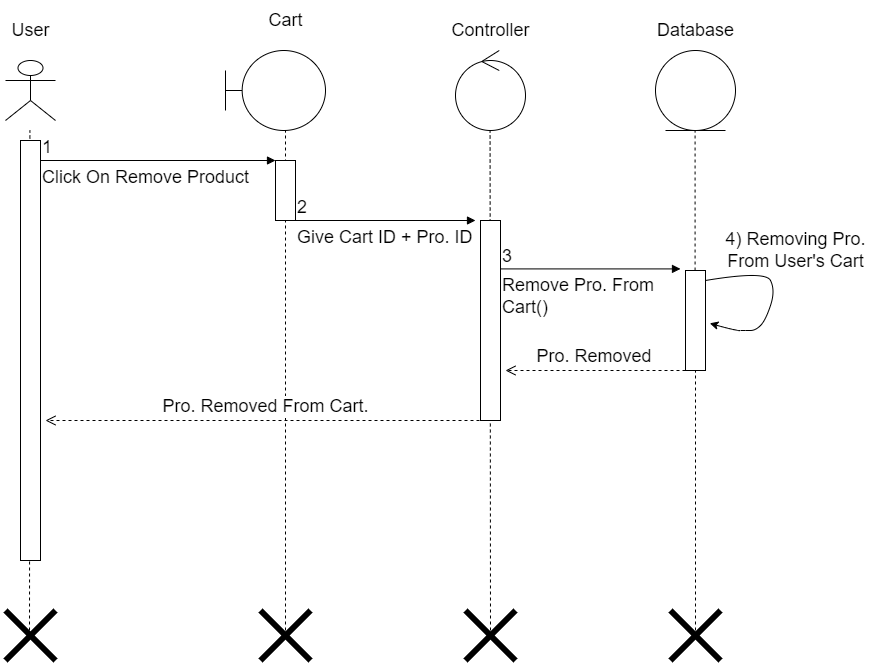 User
Cart
Controller
Database
1
Click On Remove Product
2
Give Cart ID + Pro. ID
3
Remove Pro. From
Cart()
4) Removing Pro.
From User's Cart
Pro. Removed
Pro. Removed From Cart.